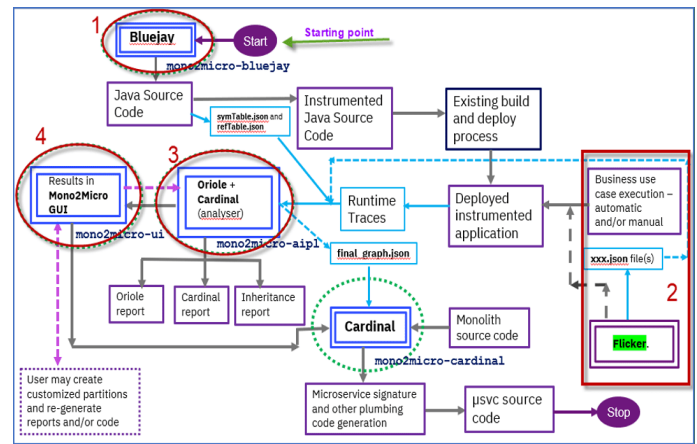 1
Bluejay
Start
Starting point
mono2micro-bluejay
Java Source
Code
symTable.json and
refTable.json
Instrumented
Java Source
Code
Existing build
and deploy
process
4
Results in
Mono2Micro
GUI
mono2micro-ui
3
Oriole +
Cardinal
(analyser)
mono2micro-aipl
Runtime
Traces
Deployed
instrumented
application
Business use
case execution –
automatic
and/or manual
xxx.json file(s)
2
Flicker.
final_graph.json
Oriole
report
Cardinal
report
Inheritance
report
Cardinal
mono2micro-cardinal
Monolith
source code
User may create
customized partitions
and re-generate
reports and/or code
Microservice signature
and other plumbing
code generation
µsvc source
code
Stop